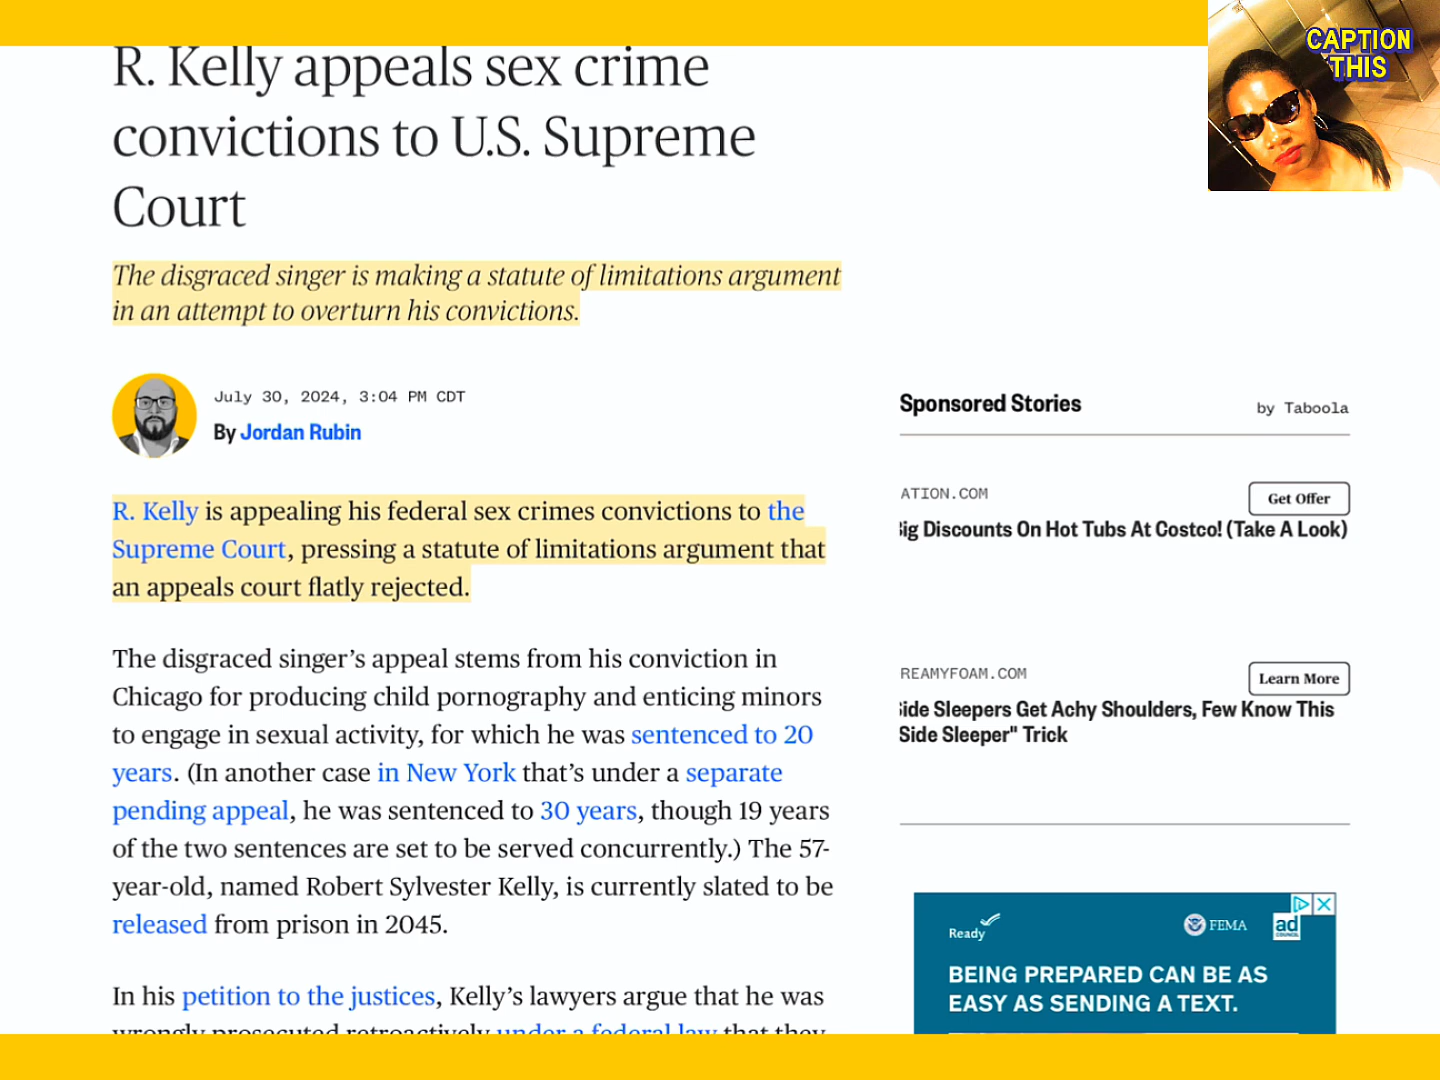 R. Kelly appeals sex crime
convictions to U.S. Supreme
Court
The disgraced singer is making a statute of limitations argument
in an attempt to overturn his convictions.
July 30, 2024, 3:04 PM CDT
By Jordan Rubin
R. Kelly is appealing his federal sex crimes convictions to the
Supreme Court, pressing a statute of limitations argument that
an appeals court flatly rejected.
The disgraced singer's appeal stems from his conviction in
Chicago for producing child pornography and enticing minors
to engage in sexual activity, for which he was sentenced to 20
years. (In another case in New York that's under a separate
pending appeal, he was sentenced to 30 years, though 19 years
of the two sentences are set to be served concurrently.) The 57-
year-old, named Robert Sylvester Kelly, is currently slated to be
released from prison in 2045.
In his petition to the justices, Kelly's lawyers argue that he was
wrongly prosecuted retroactively under a federal law that they
CAPTION
THIS
Sponsored Stories
by Taboola
ATION.COM
Get Offer
Big Discounts On Hot Tubs At Costco! (Take A Look)
REAMYFOAM.COM
Learn More
Side Sleepers Get Achy Shoulders, Few Know This
Side Sleeper" Trick
Ready
FEMA
ad
COUNCIL
BEING PREPARED CAN BE AS
EASY AS SENDING A TEXT.